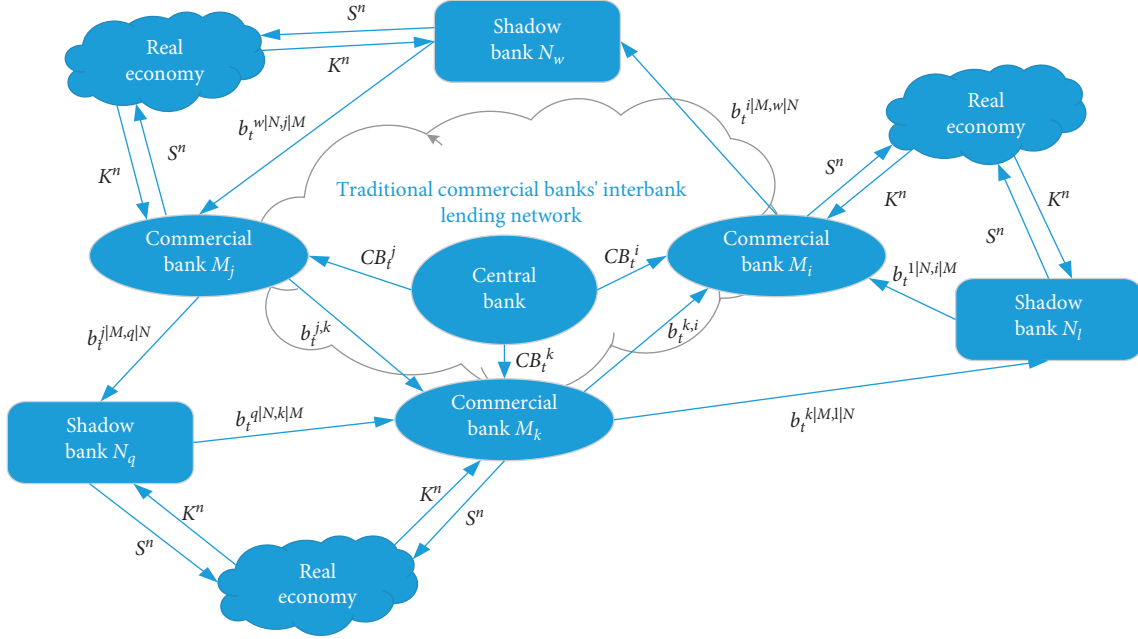 Real
economy
S^n
K^n
Shadow
bank N_w
b_t^{w|N,j|M}
b_t^{i|M,w|N}
Real
economy
K^n
S^n
S^n
K^n
K^n
S^n
Traditional commercial banks' interbank
lending network
Commercial
bank M_j
CB_t^j
Central
bank
CB_t^i
Commercial
bank M_i
b_t^{1|N,i|M}
Shadow
bank N_l
b_t^{j|M,q|N}
b_t^{j,k}
CB_t^k
b_t^{k,i}
Shadow
bank N_q
b_t^{q|N,k|M}
Commercial
bank M_k
b_t^{k|M,1|N}
K^n
S^n
K^n
S^n
Real
economy